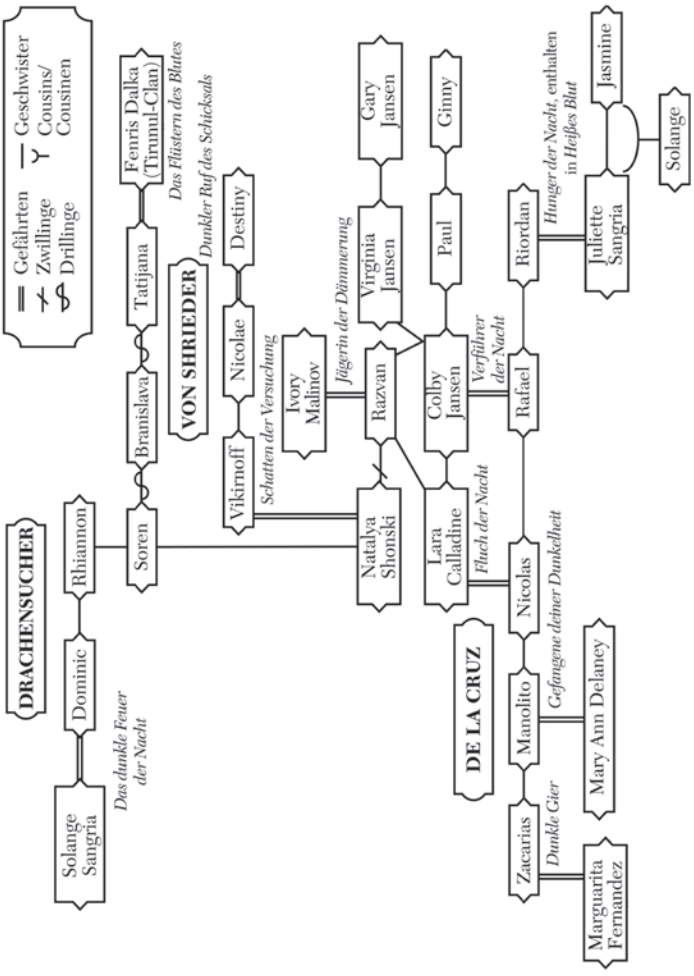 DRACHENSUCHER
Solange
Sangria
Dominic
Rhiannon
Das dunkle Feuer
der Nacht
Soren
Branislava
Tatijana
Fenris Dalka
(Tirunul-Clan)
Das Flüstern des Blutes
Gefährten
Zwillinge
Drillinge
Geschwister
Cousins/
Cousinen
VON SHRIEDER
Dunkler Ruf des Schicksals
Vikirnoff
Nicolae
Destiny
Schatten der Versuchung
Ivory
Malinov
Jägerin der Dämmerung
Natalya
Shonski
Razvan
Virginia
Jansen
Gary
Jansen
Lara
Calladine
Colby
Jansen
Paul
Ginny
Fluch der Nacht
Verführer
der Nacht
DE LA CRUZ
Zacarias
Manolito
Nicolas
Rafael
Riordan
Dunkle Gier
Gefangene deiner Dunkelheit
Hunger der Nacht, enthalten
in Heißes Blut
Marguarita
Fernandez
Mary Ann Delaney
Juliette
Sangria
Jasmine
Solange